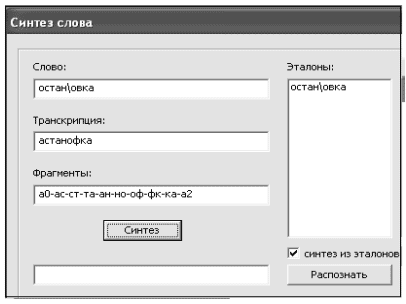 Синтез слова
Слово:
остан\овка
Транскрипция:
астанофка
Фрагменты:
а0-ас-ст-та-ан-но-оф-фк-ка-а2
Синтез
Эталоны:
остан\овка
синтез из эталонов
Распознать